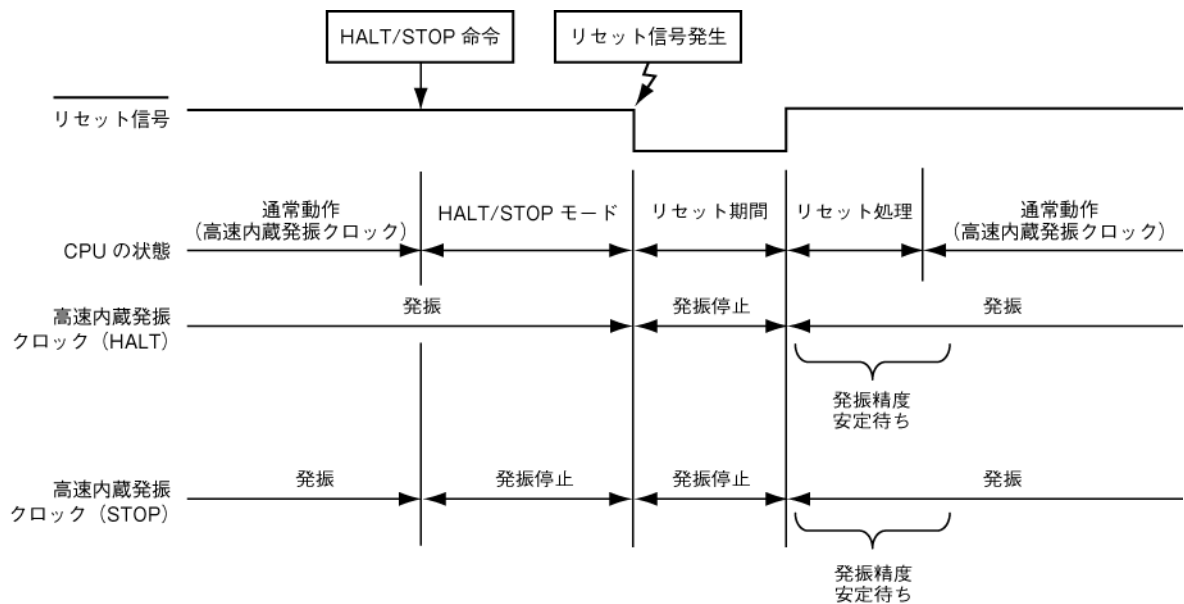 HALT/STOP 命令
リセット信号発生
リセット信号
通常動作
(高速内蔵発振クロック)
HALT/STOP モード
リセット期間
リセット処理
通常動作
(高速内蔵発振クロック)
CPU の状態
発振
発振停止
発振
高速内蔵発振
クロック（HALT）
発振精度
安定待ち
発振
発振停止
発振停止
発振
高速内蔵発振
クロック（STOP）
発振精度
安定待ち